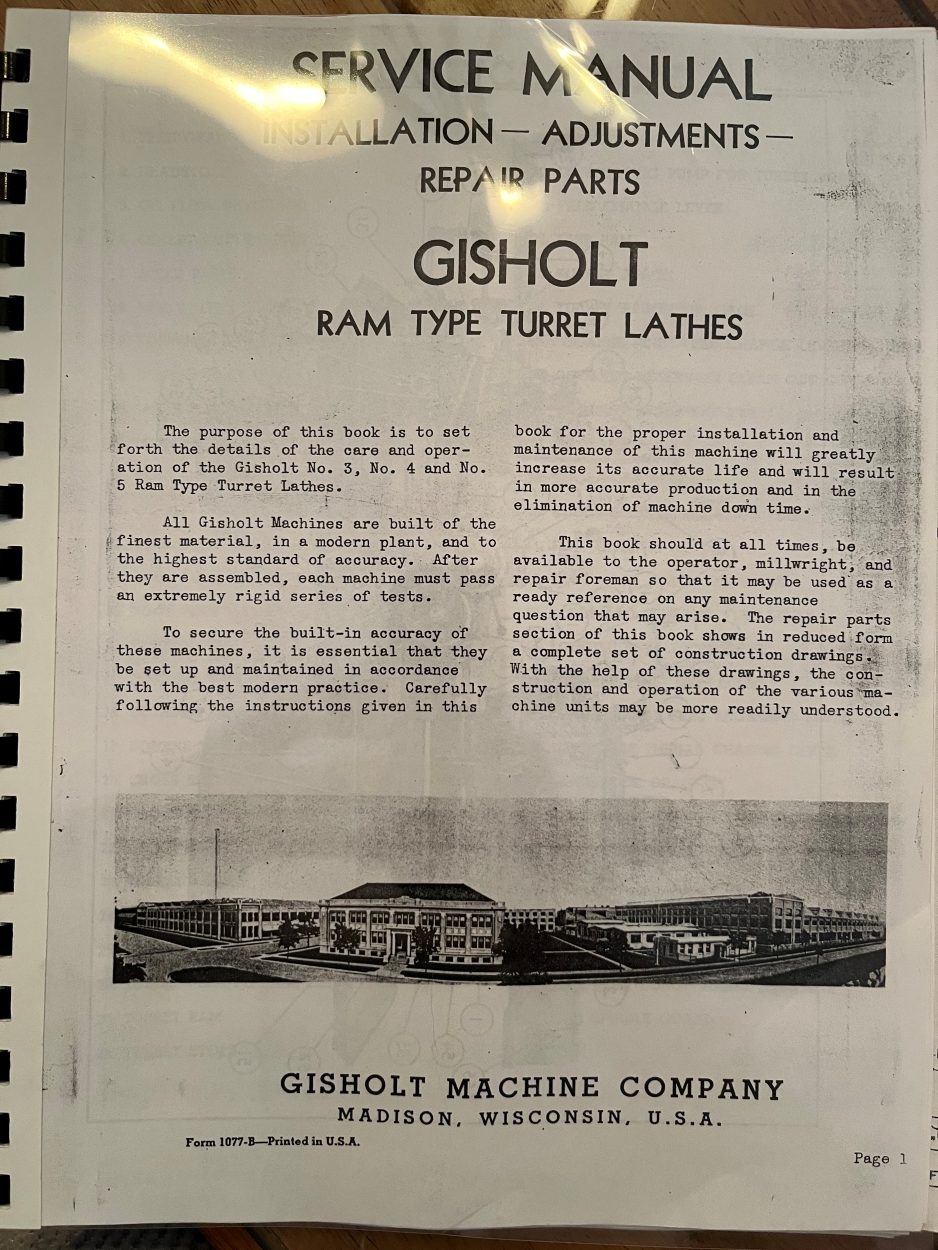 SERVICE MANUAL
INSTALLATION — ADJUSTMENTS —
REPAIR PARTS
GISHOLT
RAM TYPE TURRET LATHES
The purpose of this book is to set
forth the details of the care and oper-
ation of the Gisholt No. 3, No. 4 and No.
5 Ram Type Turret Lathes.
All Gisholt Machines are built of the
finest material, in a modern plant, and to
the highest standard of accuracy. After
they are assembled, each machine must pass
an extremely rigid series of tests.
To secure the built-in accuracy of
these machines, it is essential that they
be set up and maintained in accordance
with the best modern practice. Carefully
following the instructions given in this
book for the proper installation and
maintenance of this machine will greatly
increase its accurate life and will result
in more accurate production and in the
elimination of machine down time.
This book should at all times, be
available to the operator, millwright, and
repair foreman so that it may be used as a
ready reference on any maintenance
question that may arise. The repair parts
section of this book shows in reduced form
a complete set of construction drawings.
With the help of these drawings, the con-
struction and operation of the various ma-
chine units may be more readily understood.
GISHOLT MACHINE COMPANY
MADISON, WISCONSIN, U.S.A.
Form 1077-B—Printed in U.S.A.
Page 1